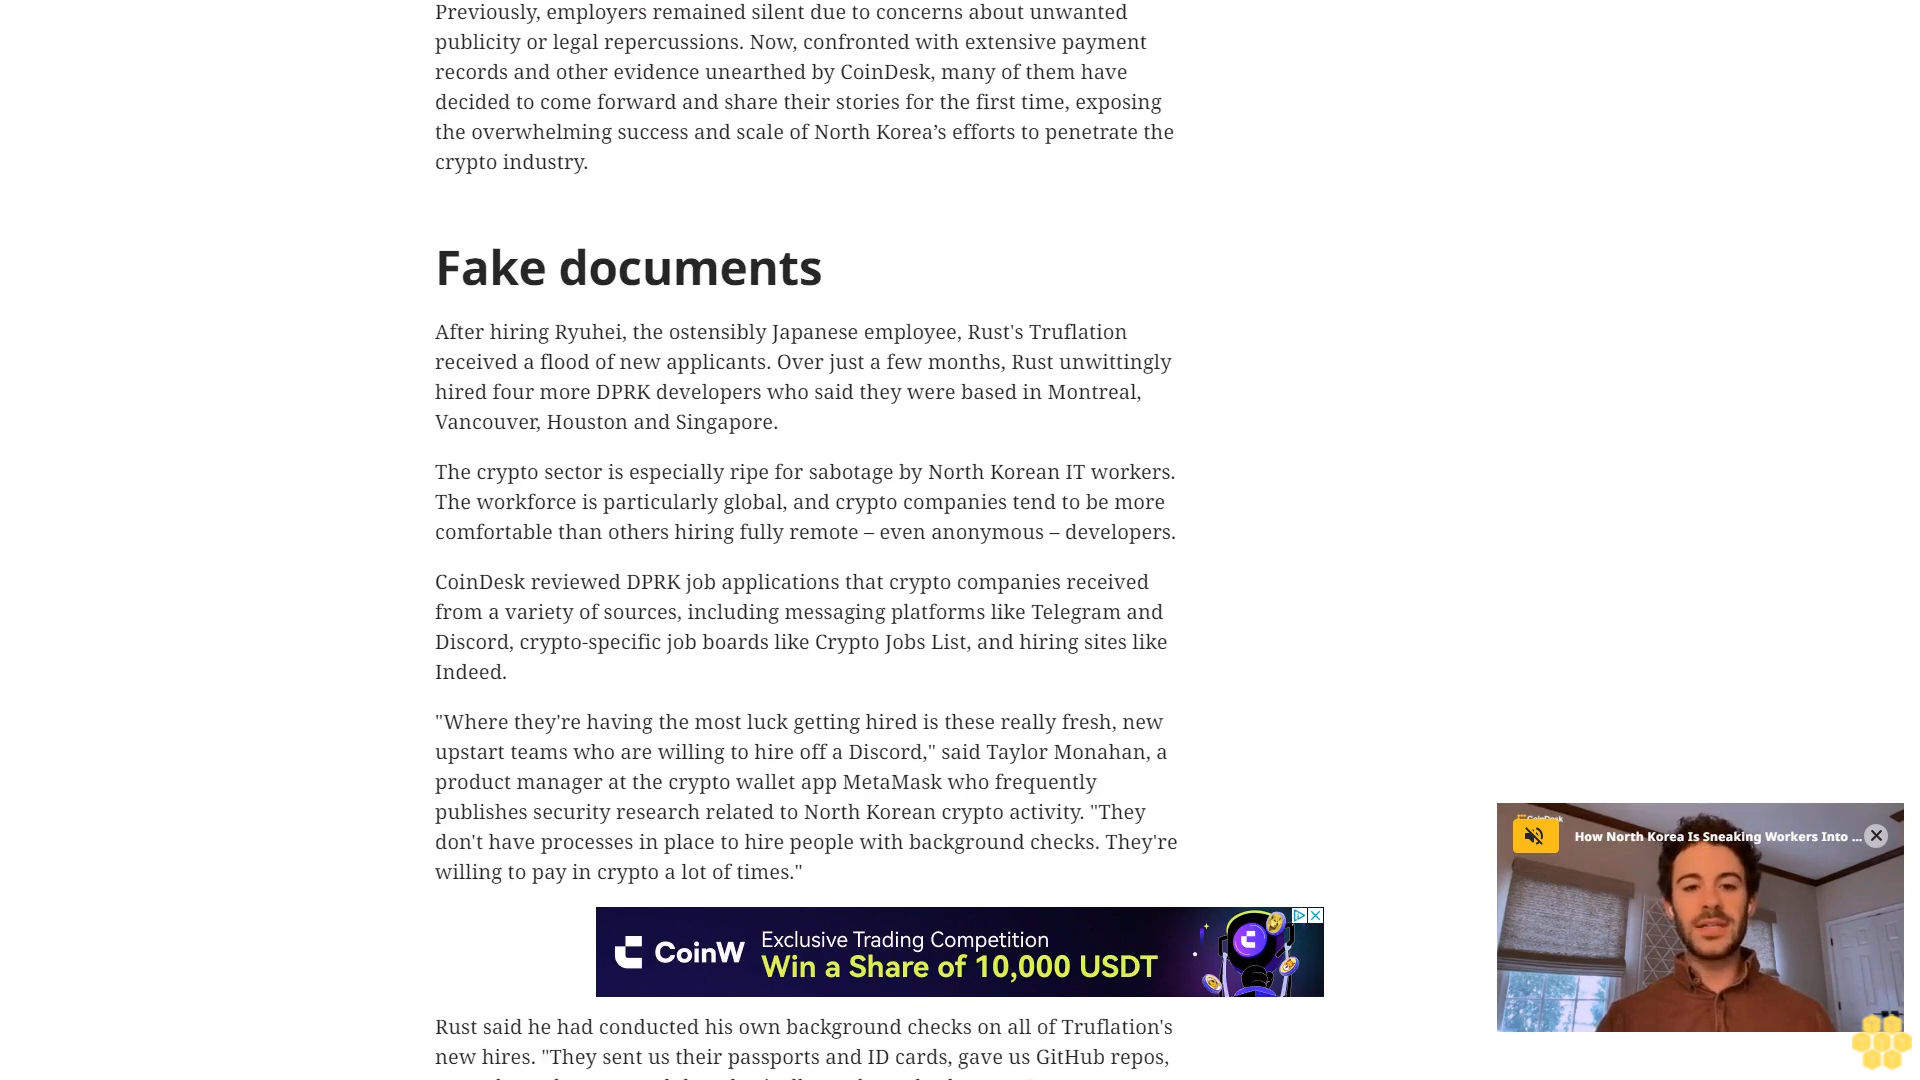 Previously, employers remained silent due to concerns about unwanted
publicity or legal repercussions. Now, confronted with extensive payment
records and other evidence unearthed by CoinDesk, many of them have
decided to come forward and share their stories for the first time, exposing
the overwhelming success and scale of North Korea’s efforts to penetrate the
crypto industry.
Fake documents
After hiring Ryuhei, the ostensibly Japanese employee, Rust's Truflation
received a flood of new applicants. Over just a few months, Rust unwittingly
hired four more DPRK developers who said they were based in Montreal,
Vancouver, Houston and Singapore.
The crypto sector is especially ripe for sabotage by North Korean IT workers.
The workforce is particularly global, and crypto companies tend to be more
comfortable than others hiring fully remote – even anonymous – developers.
CoinDesk reviewed DPRK job applications that crypto companies received
from a variety of sources, including messaging platforms like Telegram and
Discord, crypto-specific job boards like Crypto Jobs List, and hiring sites like
Indeed.
"Where they're having the most luck getting hired is these really fresh, new
upstart teams who are willing to hire off a Discord," said Taylor Monahan, a
product manager at the crypto wallet app MetaMask who frequently
publishes security research related to North Korean crypto activity. "They
don't have processes in place to hire people with background checks. They're
willing to pay in crypto a lot of times."
CoinW
Exclusive Trading Competition
Win a Share of 10,000 USDT
CoinDesk
How North Korea Is Sneaking Workers Into ...
Rust said he had conducted his own background checks on all of Truflation's
new hires. "They sent us their passports and ID cards, gave us GitHub repos,